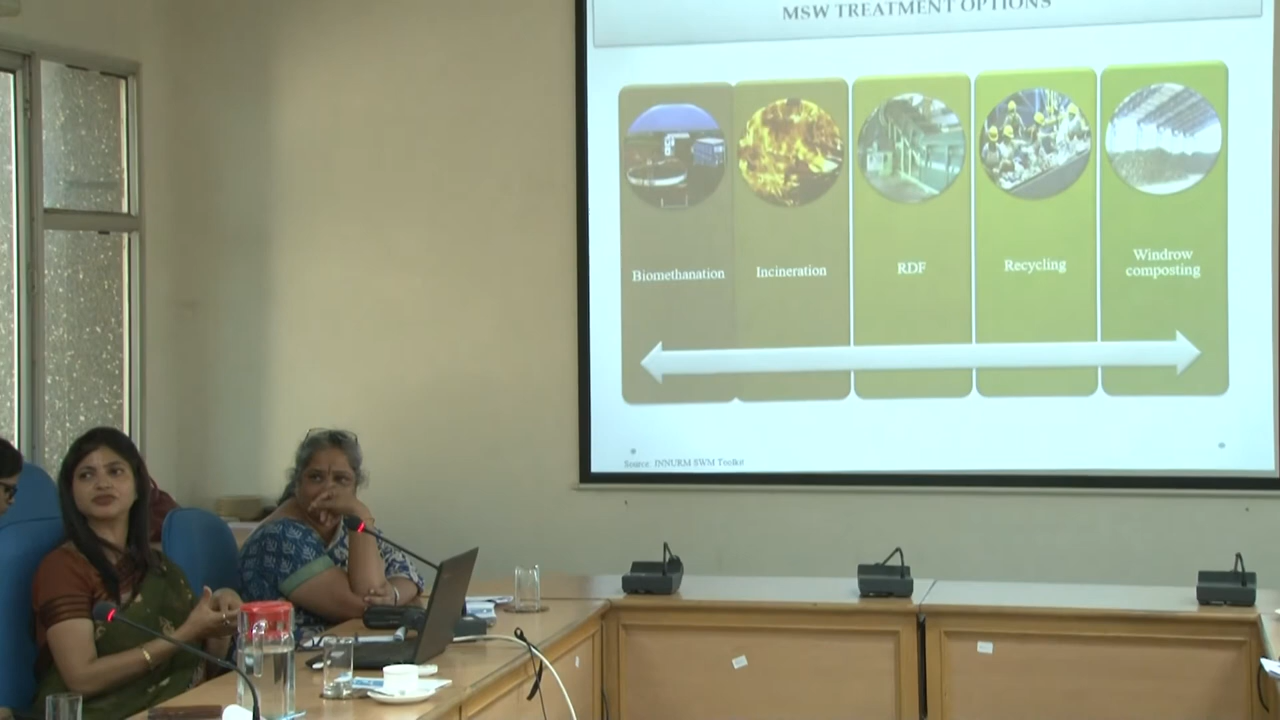 MSW TREATMENT OPTIONS
Biomethanation
Incineration
RDF
Recycling
Windrow
composting
Source: JNNURM SWM Toolkit